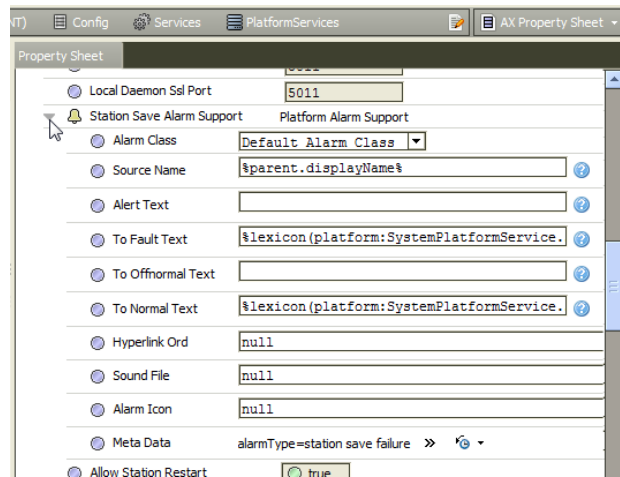 NT) Config Services PlatformServices AX Property Sheet
Property Sheet
Local Daemon Ssl Port 5011
Station Save Alarm Support Platform Alarm Support
Alarm Class Default Alarm Class
Source Name %parent.displayName%
Alert Text
To Fault Text %lexicon(platform:SystemPlatformService.
To Offnormal Text
To Normal Text %lexicon(platform:SystemPlatformService.
Hyperlink Ord null
Sound File null
Alarm Icon null
Meta Data alarmType=station save failure »
Allow Station Restart true